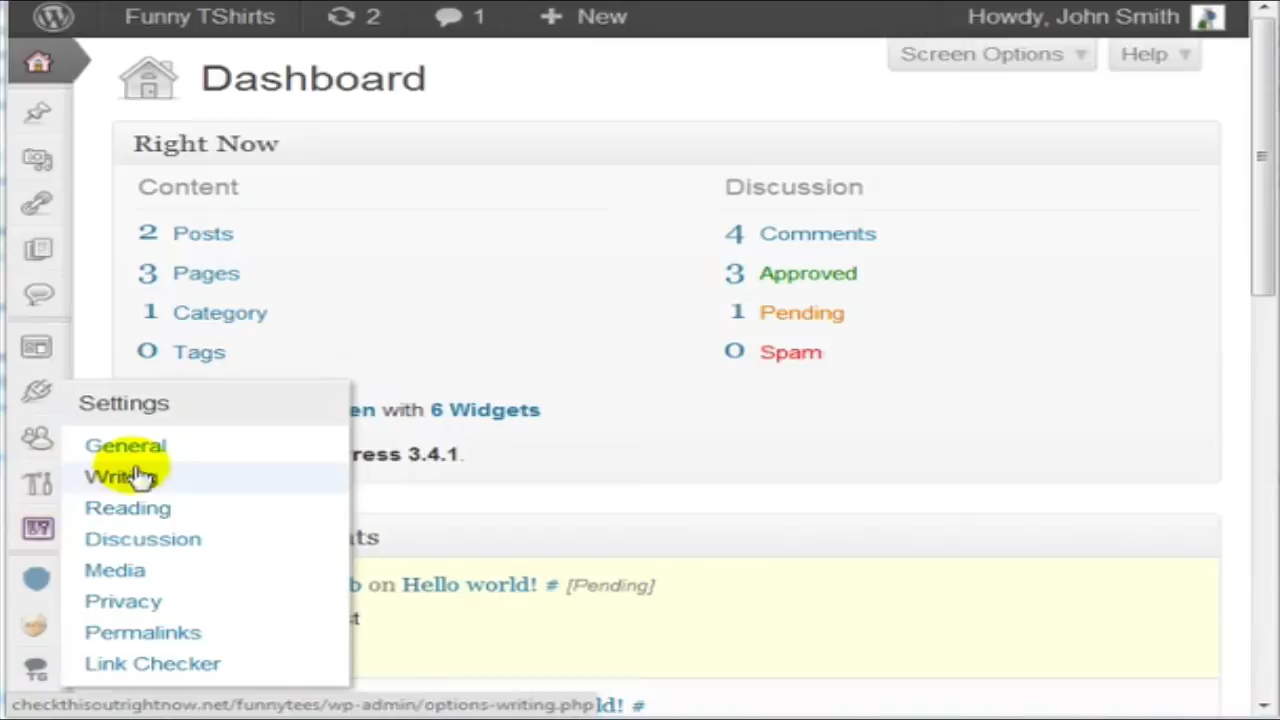 Funny TShirts 2 1 + New Howdy, John Smith
Screen Options Help
Dashboard
Right Now
Content Discussion
2 Posts 4 Comments
3 Pages 3 Approved
1 Category 1 Pending
0 Tags 0 Spam
Settings
en with 6 Widgets
General
ress 3.4.1.
Writing
Reading
Discussion
ts
Media
b on Hello world! # [Pending]
Privacy
t
Permalinks
Link Checker
TG
checkthisoutrightnow.net/funnytees/wp-admin/options-writing.php ld! #